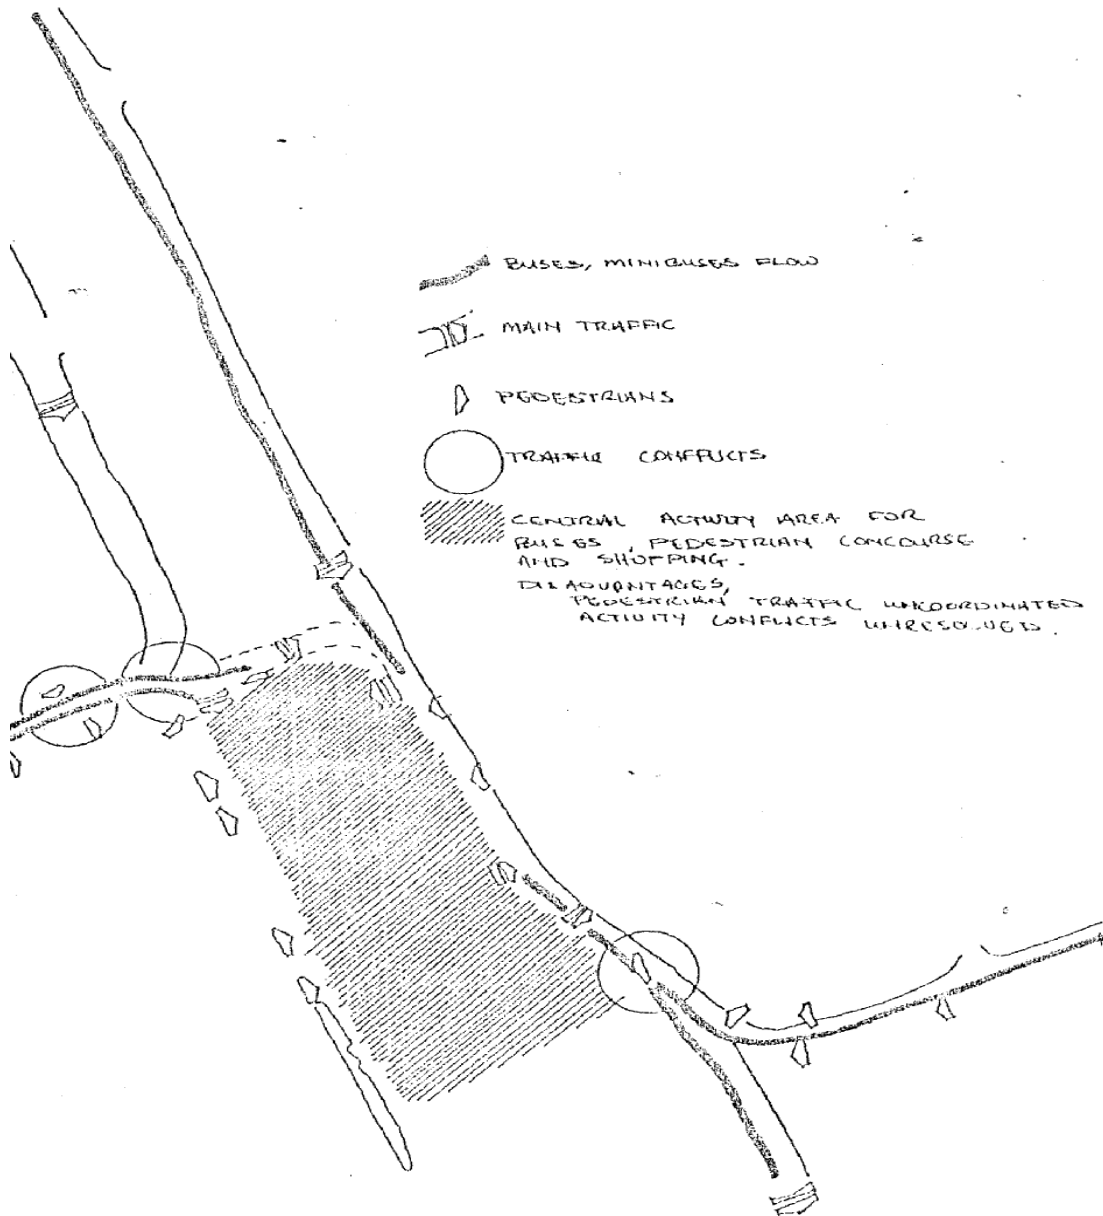 BUSES, MINIBUSES FLOW
MAIN TRAFFIC
PEDESTRIANS
TRAFFIC CONFLICTS
CENTRAL ACTIVITY AREA FOR
BUSES, PEDESTRIAN CONCOURSE
AND SHOPPING.
DISADVANTAGES,
PEDESTRIAN TRAFFIC UNCOORDINATED
ACTIVITY CONFLICTS UNRESOLVED.